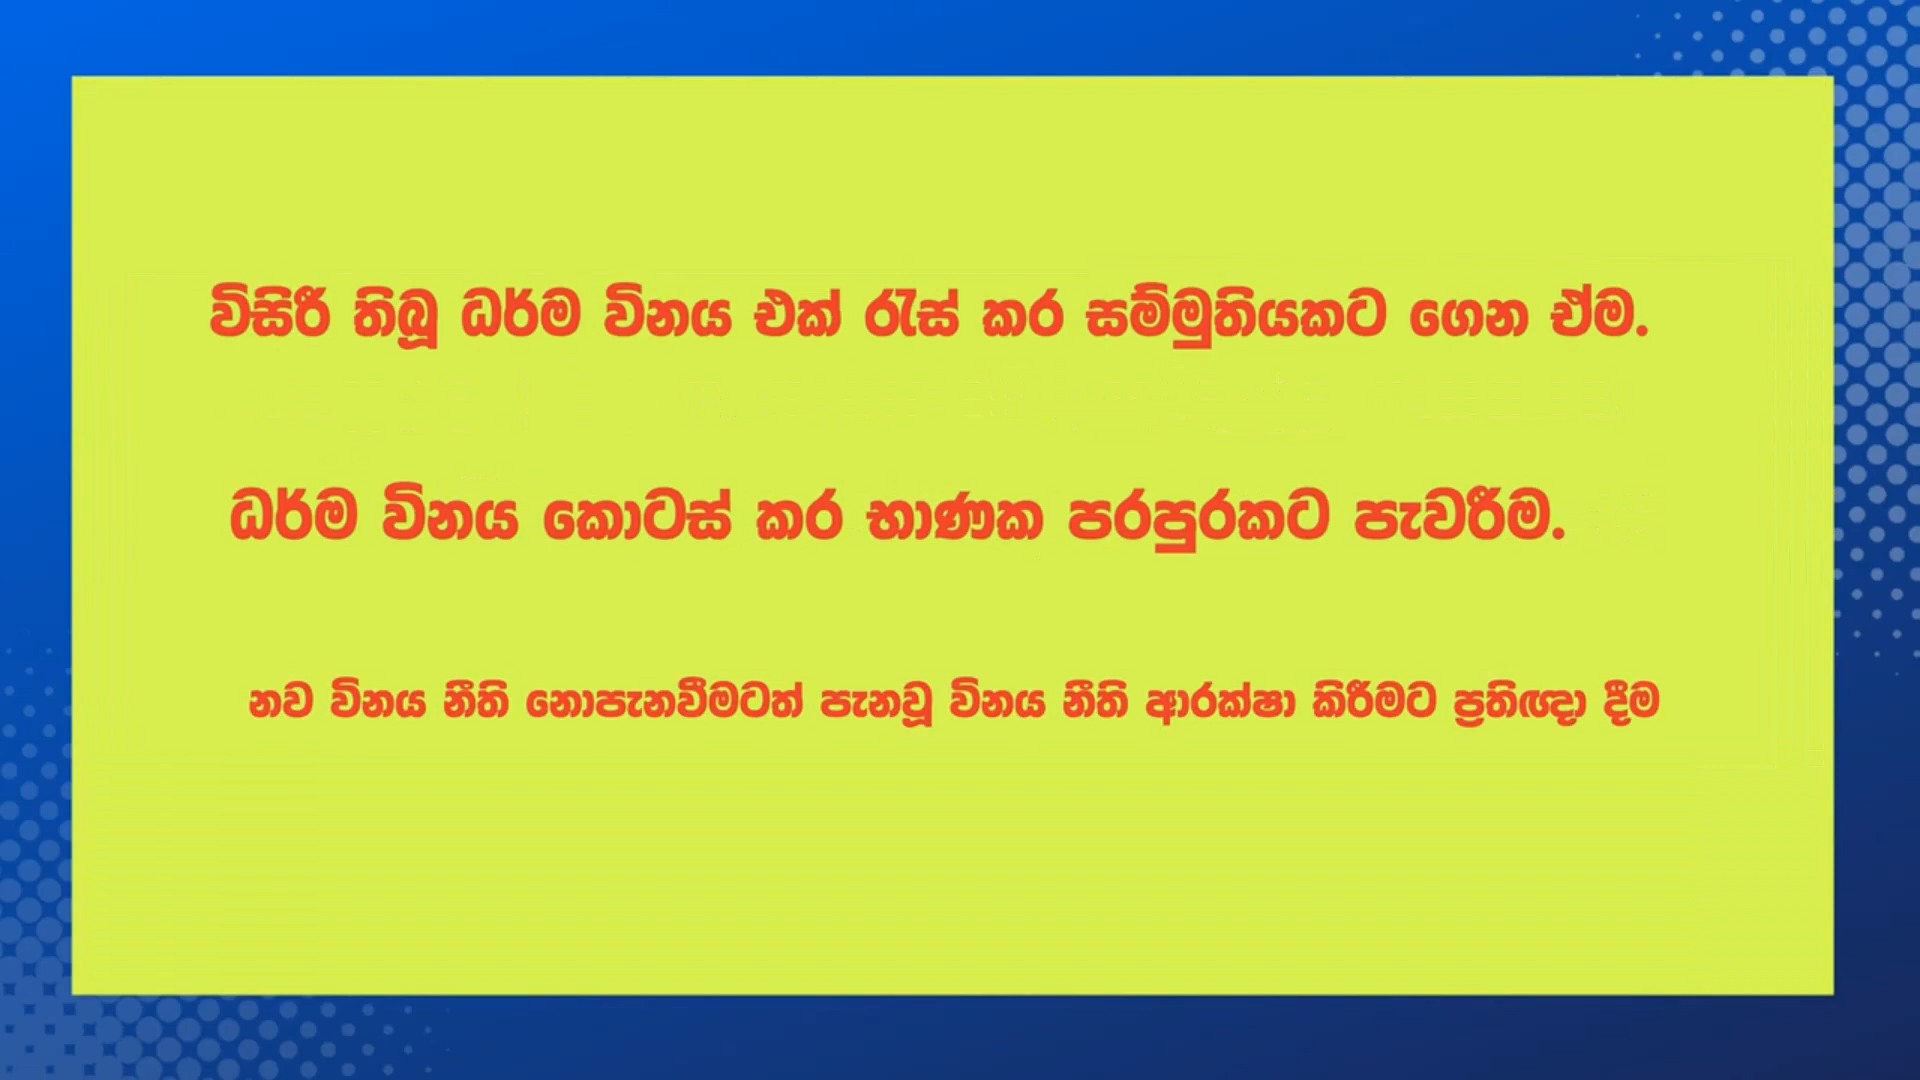 විසිරී තිබූ ධර්ම විනය එක් රැස් කර සම්මුතියකට ගෙන ඒම.
ධර්ම විනය කොටස් කර භාණක පරපුරකට පැවරීම.
නව විනය නීති නොපැනවීමටත් පැනවූ විනය නීති ආරක්ෂා කිරීමට ප්‍රතිඥා දීම